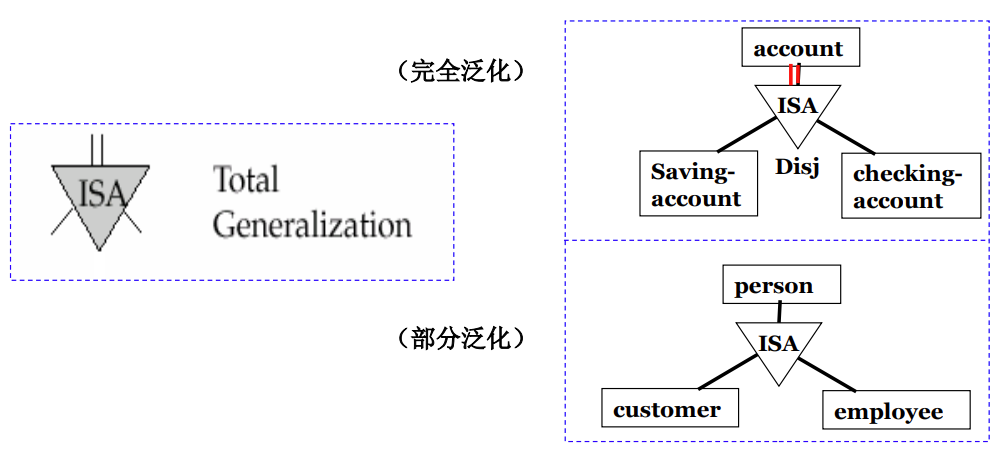 （完全泛化）
account
ISA
Disj
Saving-
account
checking-
account
ISA
Total
Generalization
（部分泛化）
person
ISA
customer
employee